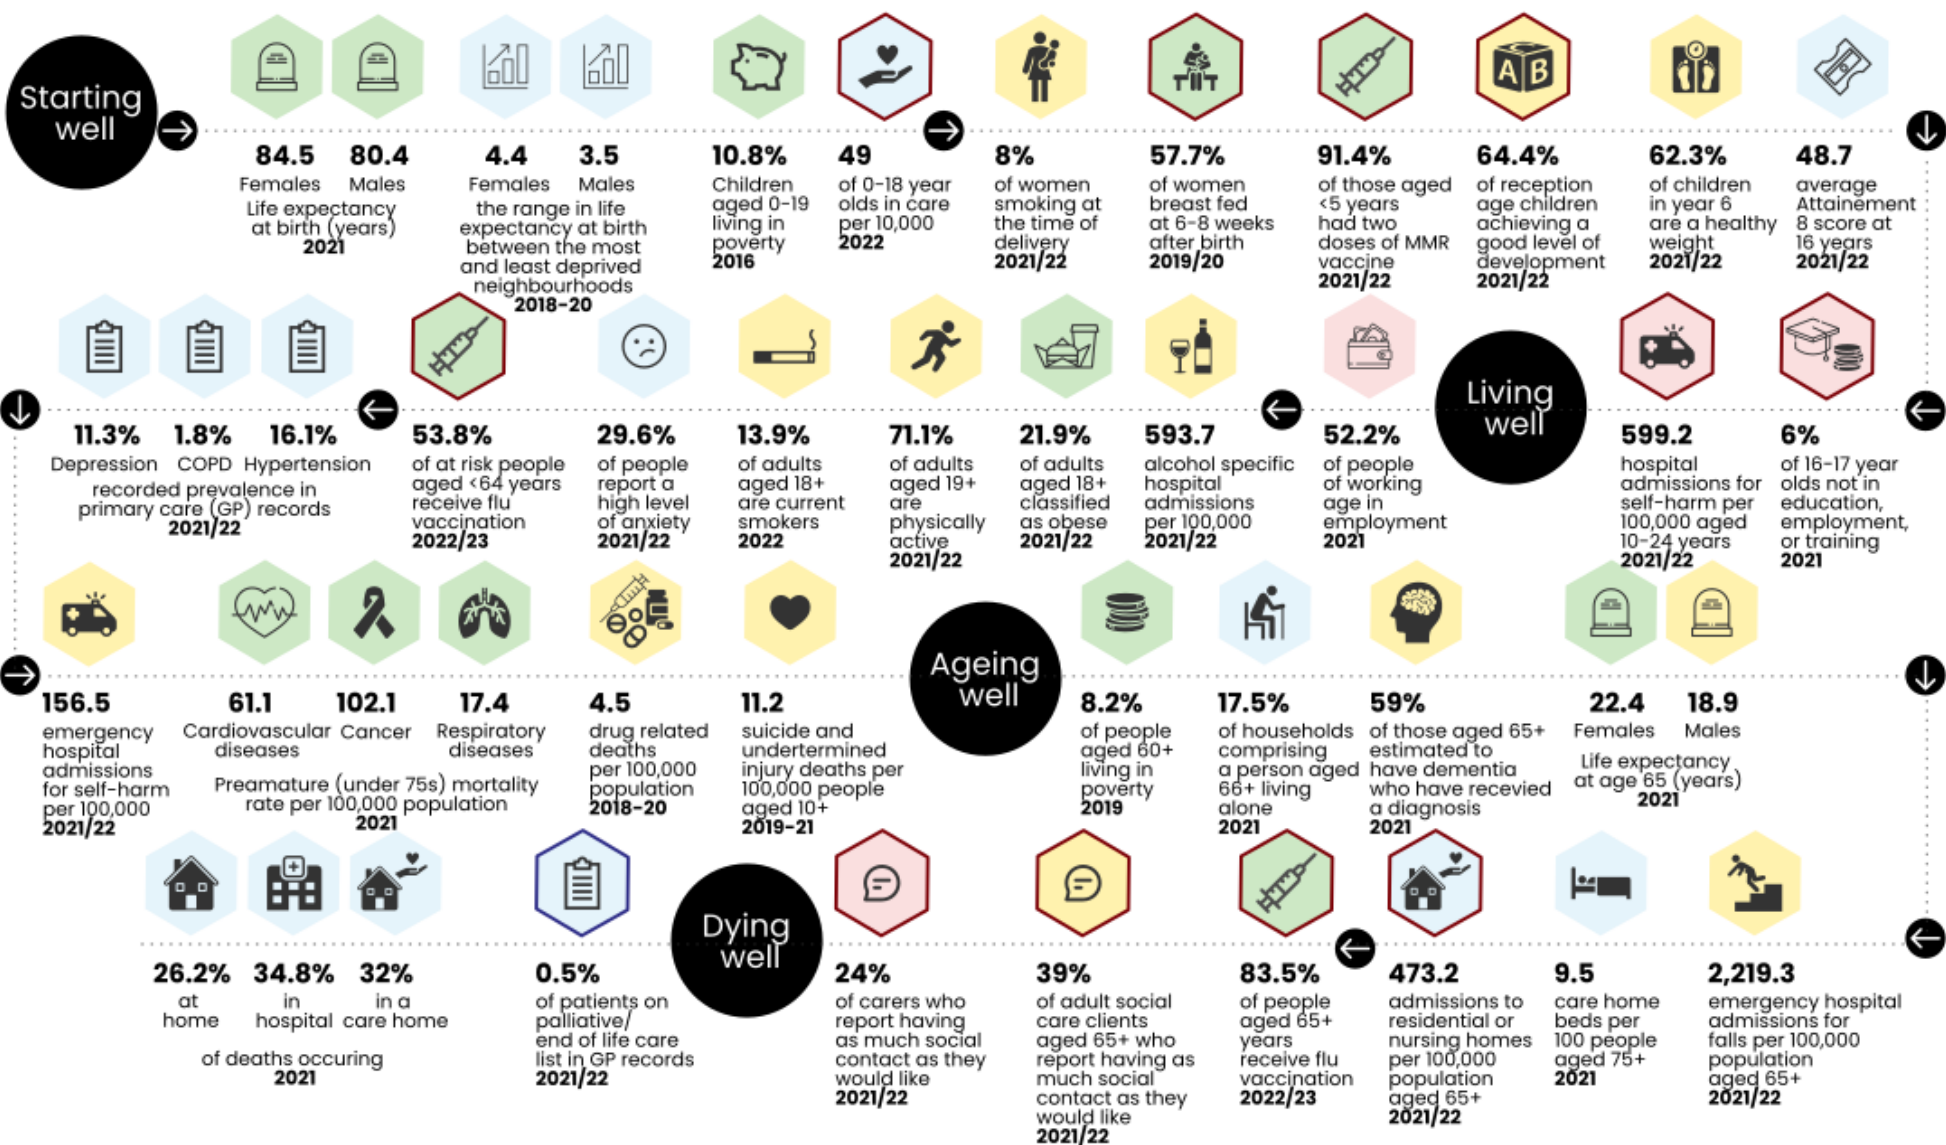 Starting
well
84.5
Females
80.4
Males
Life expectancy
at birth (years)
2021
4.4
Females
3.5
Males
the range in life
expectancy at birth
between the most
and least deprived
neighbourhoods
2018-20
10.8%
Children
aged 0-19
living in
poverty
2016
49
of 0-18 year
olds in care
per 10,000
2022
8%
of women
smoking at
the time of
delivery
2021/22
57.7%
of women
breast fed
at 6-8 weeks
after birth
2019/20
91.4%
of those aged
<5 years
had two
doses of MMR
vaccine
2021/22
A B
64.4%
of reception
age children
achieving a
good level of
development
2021/22
62.3%
of children
in year 6
are a healthy
weight
2021/22
48.7
average
Attainement
8 score at
16 years
2021/22
6%
of 16-17 year
olds not in
education,
employment,
or training
2021
599.2
hospital
admissions for
self-harm per
100,000 aged
10-24 years
2021/22
Living
well
52.2%
of people
of working
age in
employment
2021
593.7
alcohol specific
hospital
admissions
per 100,000
2021/22
21.9%
of adults
aged 18+
classified
as obese
2021/22
71.1%
of adults
aged 19+
are
physically
active
2021/22
13.9%
of adults
aged 18+
are current
smokers
2022
29.6%
of people
report a
high level
of anxiety
2021/22
53.8%
of at risk people
aged <64 years
receive flu
vaccination
2022/23
11.3%
Depression
1.8%
COPD
16.1%
Hypertension
recorded prevalence in
primary care (GP) records
2021/22
156.5
emergency
hospital
admissions
for self-harm
per 100,000
2021/22
61.1
Cardiovascular
diseases
102.1
Cancer
17.4
Respiratory
diseases
Preamature (under 75s) mortality
rate per 100,000 population
2021
4.5
drug related
deaths
per 100,000
population
2018-20
11.2
suicide and
undertermined
injury deaths per
100,000 people
aged 10+
2019-21
Ageing
well
8.2%
of people
aged 60+
living in
poverty
2019
17.5%
of households
comprising
a person aged
66+ living
alone
2021
59%
of those aged 65+
estimated to
have dementia
who have recevied
a diagnosis
2021
22.4
Females
18.9
Males
Life expectancy
at age 65 (years)
2021
2,219.3
emergency hospital
admissions for
falls per 100,000
population
aged 65+
2021/22
9.5
care home
beds per
100 people
aged 75+
2021
473.2
admissions to
residential or
nursing homes
per 100,000
population
aged 65+
2021/22
83.5%
of people
aged 65+
years
receive flu
vaccination
2022/23
39%
of adult social
care clients
aged 65+ who
report having as
much social
contact as they
would like
2021/22
24%
of carers who
report having
as much social
contact as they
would like
2021/22
Dying
well
0.5%
of patients on
palliative/
end of life care
list in GP records
2021/22
26.2%
at
home
34.8%
in
hospital
32%
in a
care home
of deaths occuring
2021